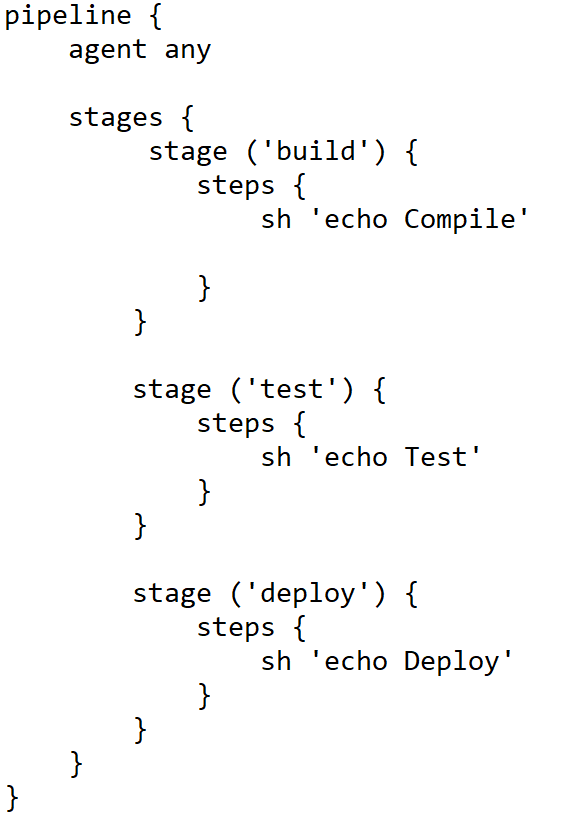 pipeline {
    agent any

    stages {
         stage ('build') {
            steps {
                sh 'echo Compile'

            }
        }

        stage ('test') {
            steps {
                sh 'echo Test'
            }
        }

        stage ('deploy') {
            steps {
                sh 'echo Deploy'
            }
        }
    }
}